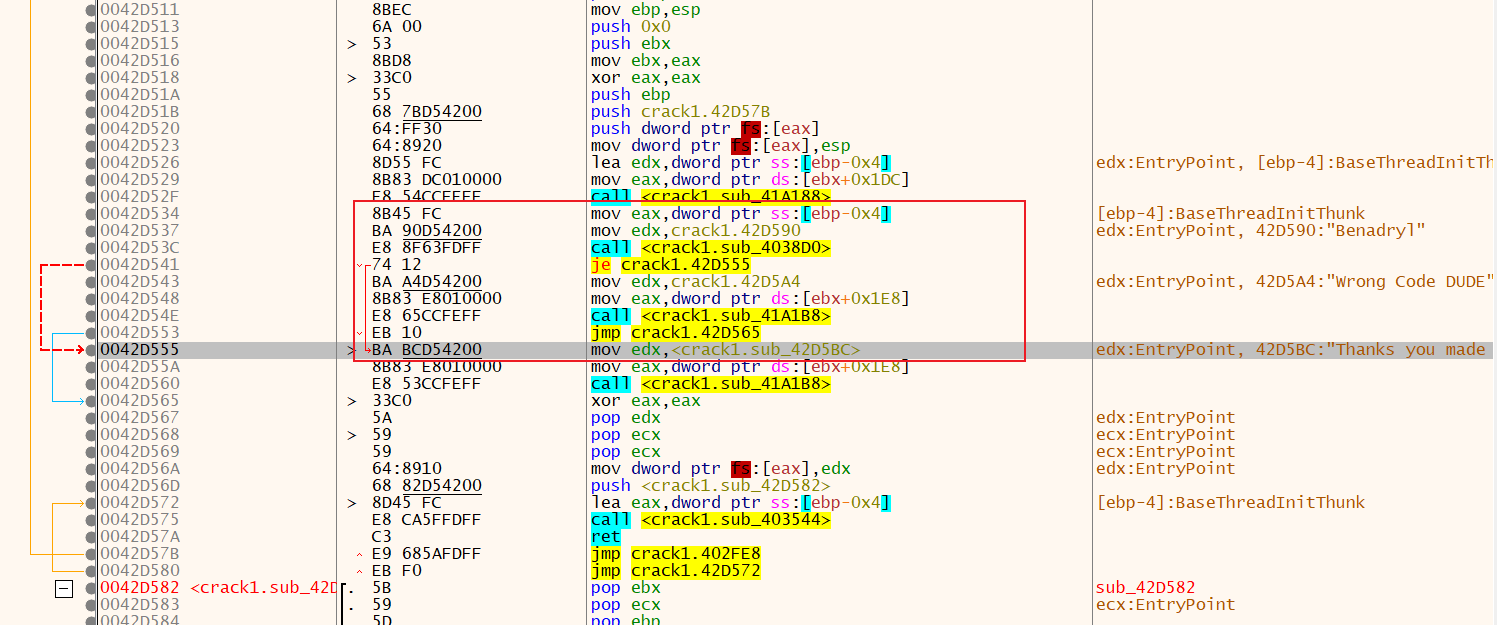 0042D511 8BEC mov ebp,esp
0042D513 6A 00 push 0x0
0042D515 > 53 push ebx
0042D516 8BD8 mov ebx,eax
0042D518 > 33C0 xor eax,eax
0042D51A 55 push ebp
0042D51B 68 7BD54200 push crack1.42D57B
0042D520 64:FF30 push dword ptr fs:[eax]
0042D523 64:8920 mov dword ptr fs:[eax],esp
0042D526 8D55 FC lea edx,dword ptr ss:[ebp-0x4] edx:EntryPoint, [ebp-4]:BaseThreadInitTh
0042D529 8B83 DC010000 mov eax,dword ptr ds:[ebx+0x1DC]
0042D52F E8 54CCFEFF call <crack1.sub_41A188>
0042D534 8B45 FC mov eax,dword ptr ss:[ebp-0x4] [ebp-4]:BaseThreadInitThunk
0042D537 BA 90D54200 mov edx,crack1.42D590 edx:EntryPoint, 42D590:"Benadryl"
0042D53C E8 8F63FDFF call <crack1.sub_4038D0>
0042D541 74 12 je crack1.42D555
0042D543 BA A4D54200 mov edx,crack1.42D5A4 edx:EntryPoint, 42D5A4:"Wrong Code DUDE"
0042D548 8B83 E8010000 mov eax,dword ptr ds:[ebx+0x1E8]
0042D54E E8 65CCFEFF call <crack1.sub_41A1B8>
0042D553 EB 10 jmp crack1.42D565
0042D555 > BA BCD54200 mov edx,<crack1.sub_42D5BC> edx:EntryPoint, 42D5BC:"Thanks you made
0042D55A 8B83 E8010000 mov eax,dword ptr ds:[ebx+0x1E8]
0042D560 E8 53CCFEFF call <crack1.sub_41A1B8>
0042D565 > 33C0 xor eax,eax
0042D567 5A pop edx edx:EntryPoint
0042D568 > 59 pop ecx ecx:EntryPoint
0042D569 59 pop ecx ecx:EntryPoint
0042D56A 64:8910 mov dword ptr fs:[eax],edx edx:EntryPoint
0042D56D 68 82D54200 push <crack1.sub_42D582>
0042D572 > 8D45 FC lea eax,dword ptr ss:[ebp-0x4] [ebp-4]:BaseThreadInitThunk
0042D575 E8 CA5FFDFF call <crack1.sub_403544>
0042D57A C3 ret
0042D57B E9 685AFDFF jmp crack1.402FE8
0042D580 EB F0 jmp crack1.42D572
0042D582 <crack1.sub_42D . 5B pop ebx sub_42D582
0042D583 . 59 pop ecx ecx:EntryPoint
0042D584 5D pop ebp